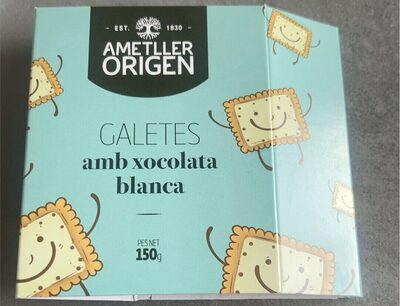 EST. 1830
AMETLLER
ORIGEN
GALETES
amb xocolata
blanca
PES NET
150g